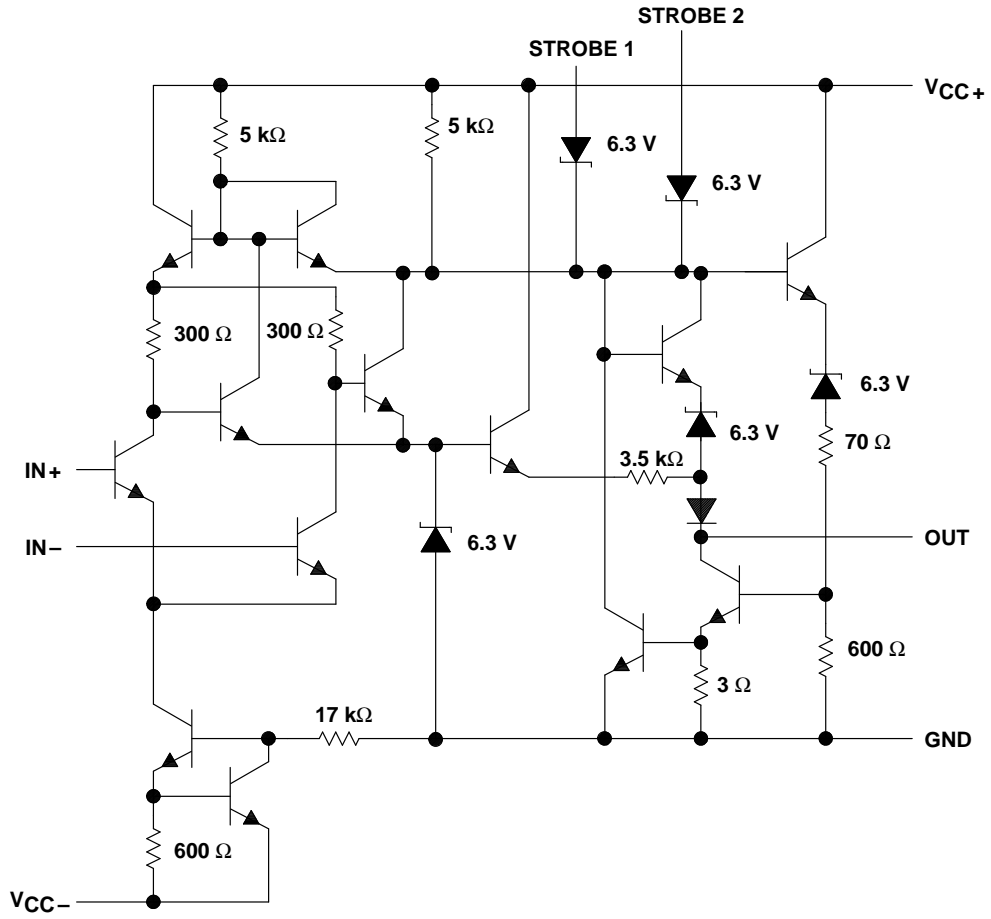 STROBE 2
STROBE 1
VCC+
5 kΩ
5 kΩ
6.3 V
6.3 V
300 Ω
300 Ω
6.3 V
6.3 V
70 Ω
3.5 kΩ
IN+
IN−
6.3 V
OUT
600 Ω
3 Ω
17 kΩ
GND
600 Ω
VCC−